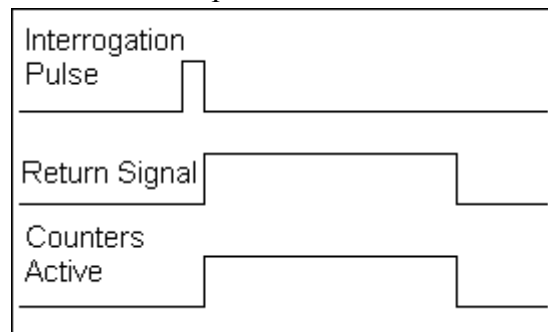 Interrogation
Pulse
Return Signal
Counters
Active